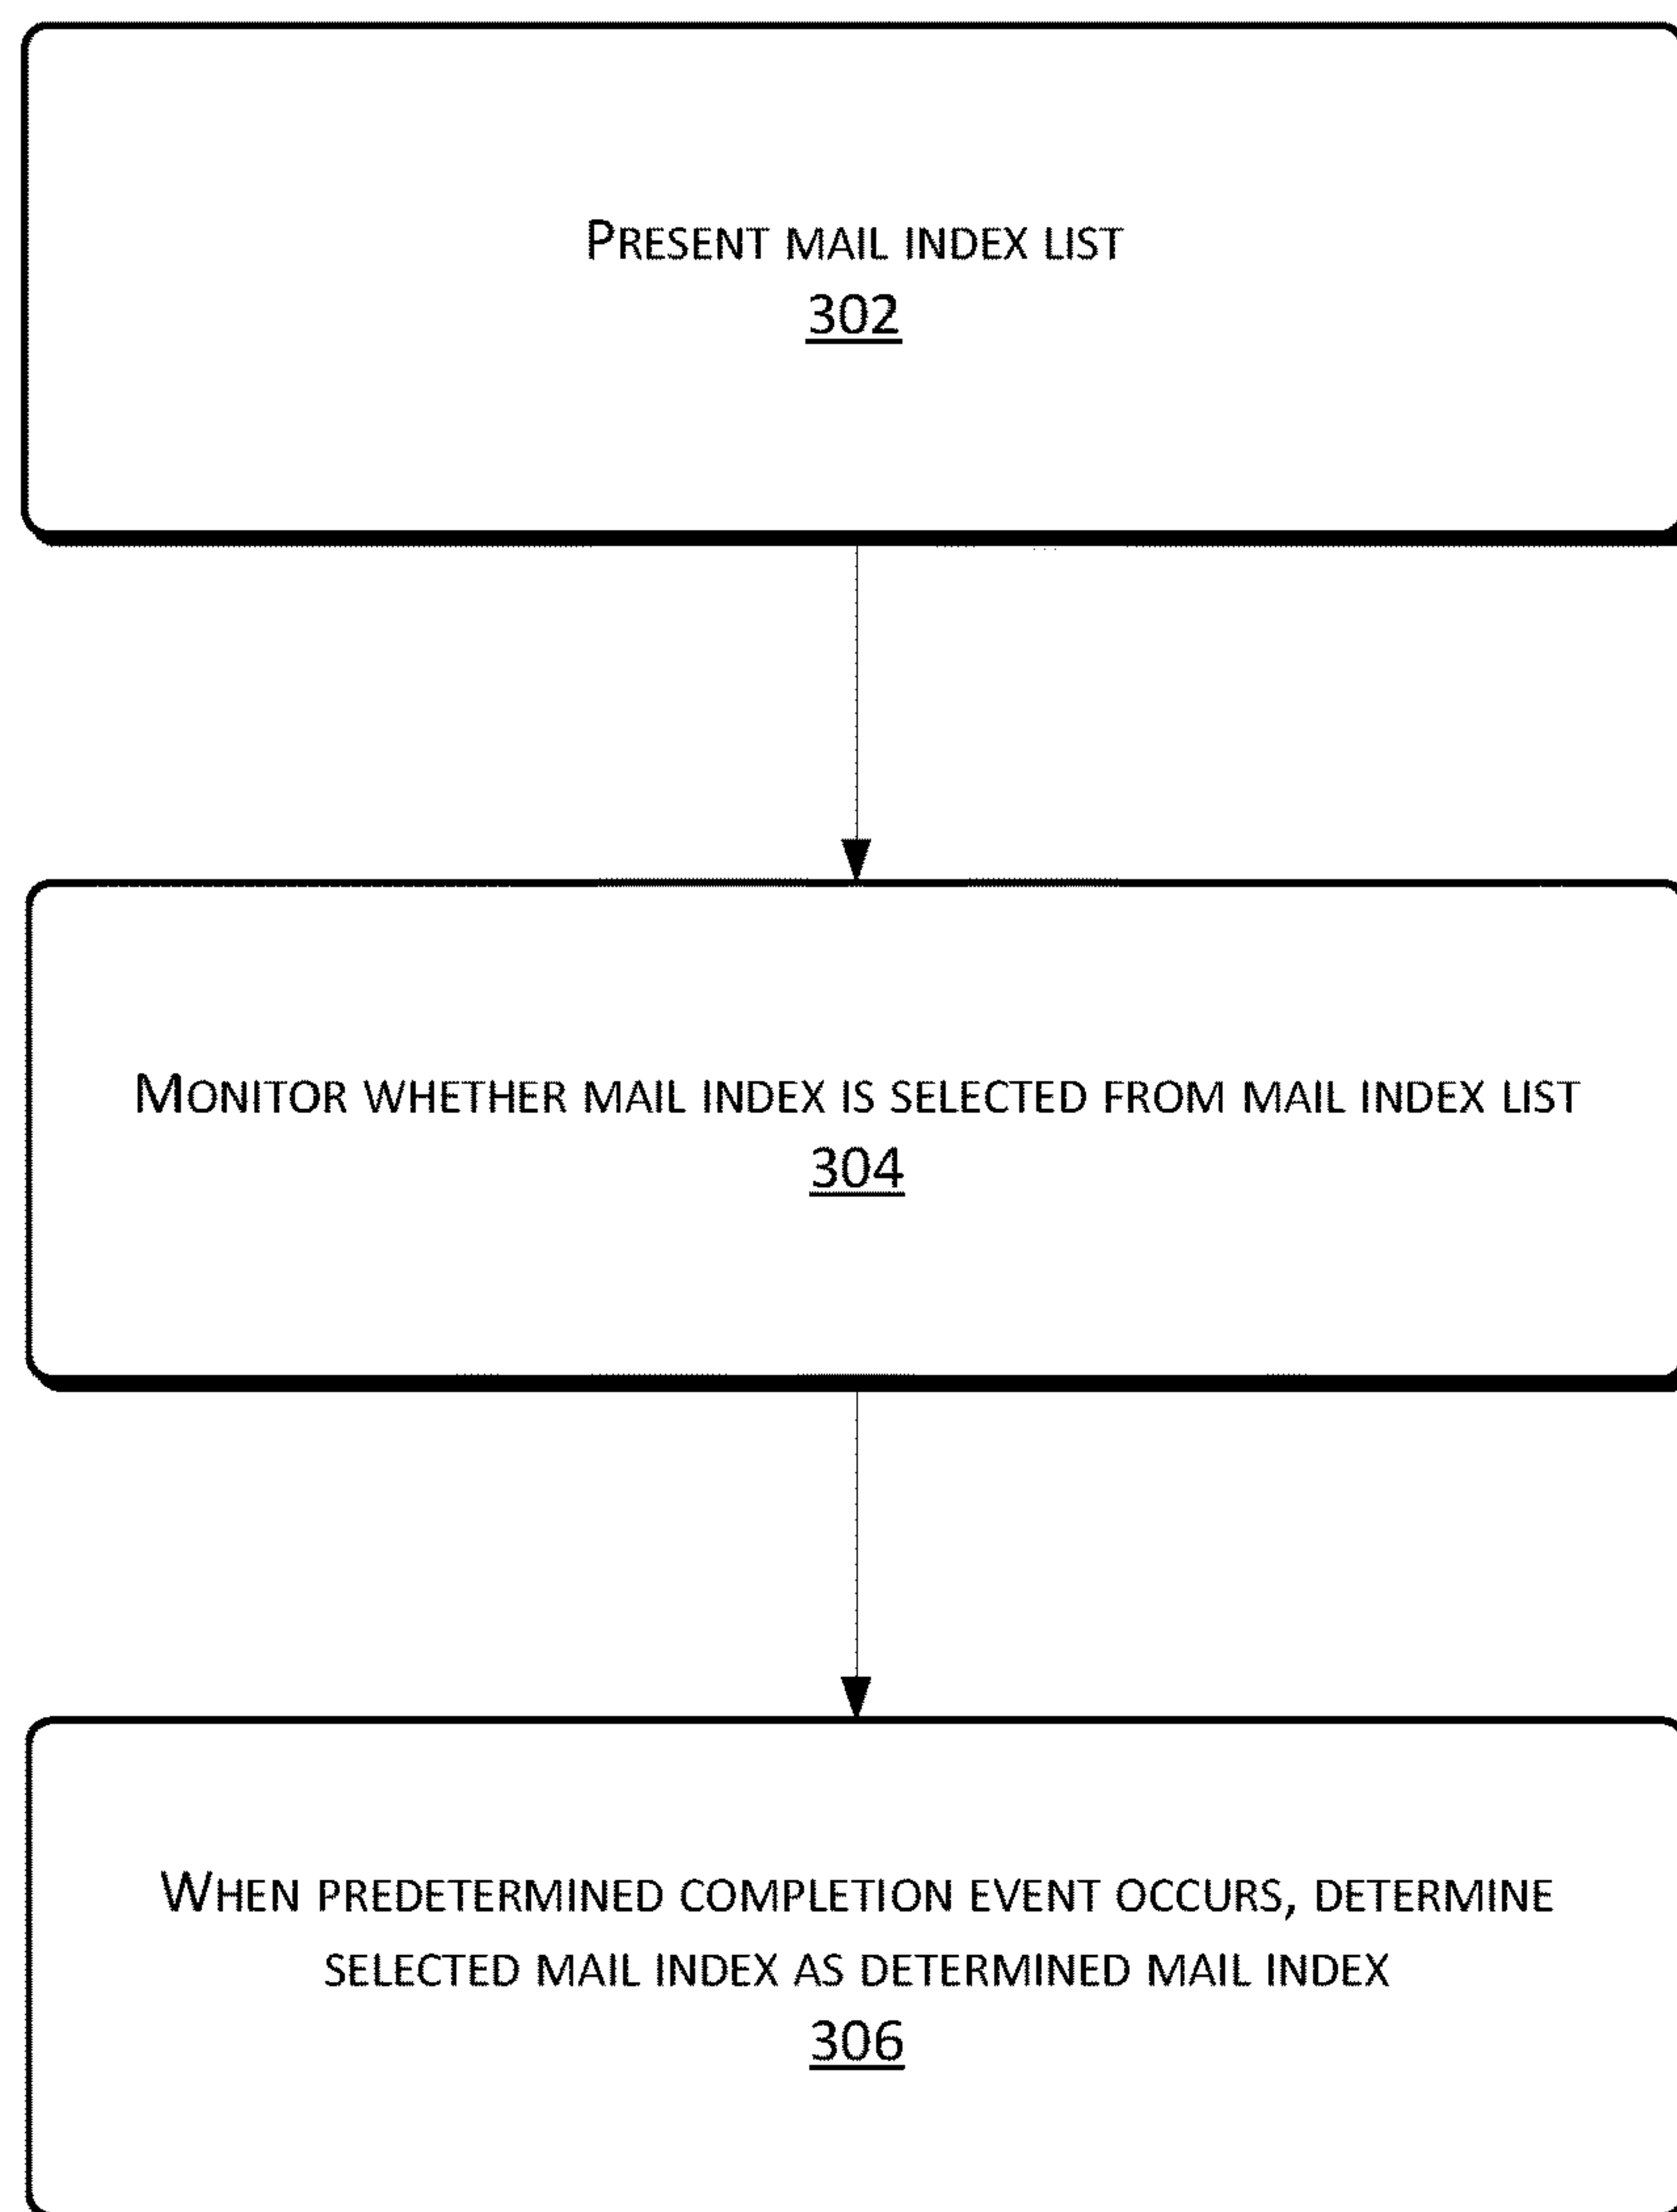 PRESENT MAIL INDEX LIST
302
MONITOR WHETHER MAIL INDEX IS SELECTED FROM MAIL INDEX LIST
304
WHEN PREDETERMINED COMPLETION EVENT OCCURS, DETERMINE
SELECTED MAIL INDEX AS DETERMINED MAIL INDEX
306